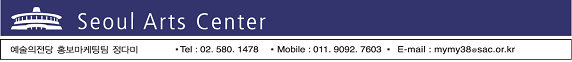 Seoul Arts Center
예술의전당 홍보마케팅팀 정다미 • Tel : 02. 580. 1478 • Mobile : 011. 9092. 7603 • E-mail : mymy38@sac.or.kr